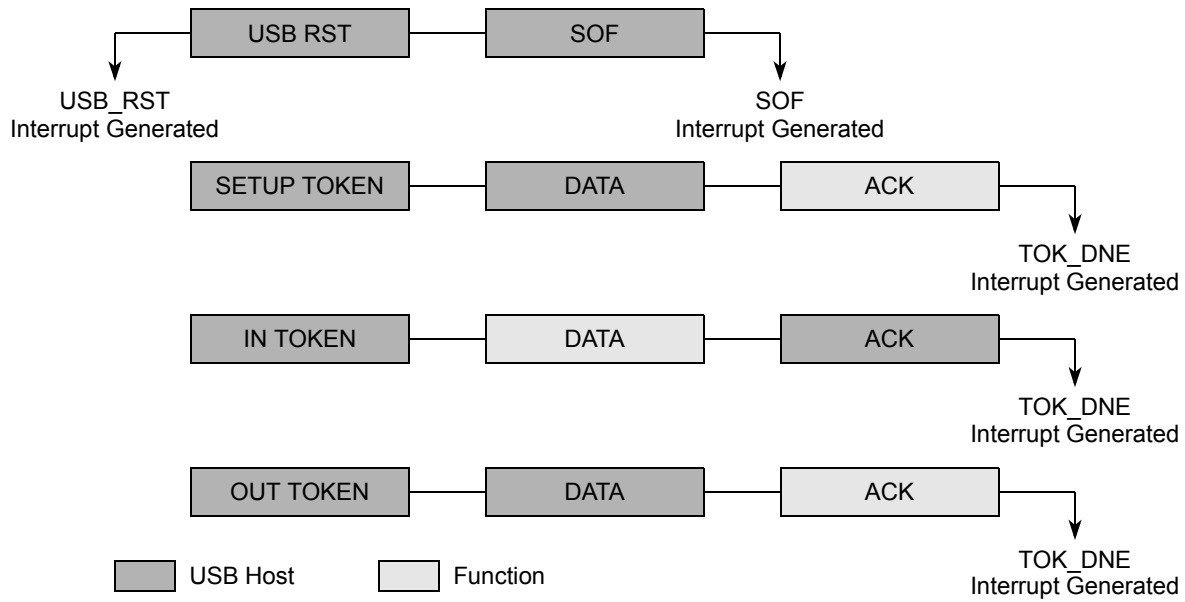 USB RST
SOF
USB_RST
Interrupt Generated
SOF
Interrupt Generated
SETUP TOKEN
DATA
ACK
TOK_DNE
Interrupt Generated
IN TOKEN
DATA
ACK
TOK_DNE
Interrupt Generated
OUT TOKEN
DATA
ACK
TOK_DNE
Interrupt Generated
USB Host
Function